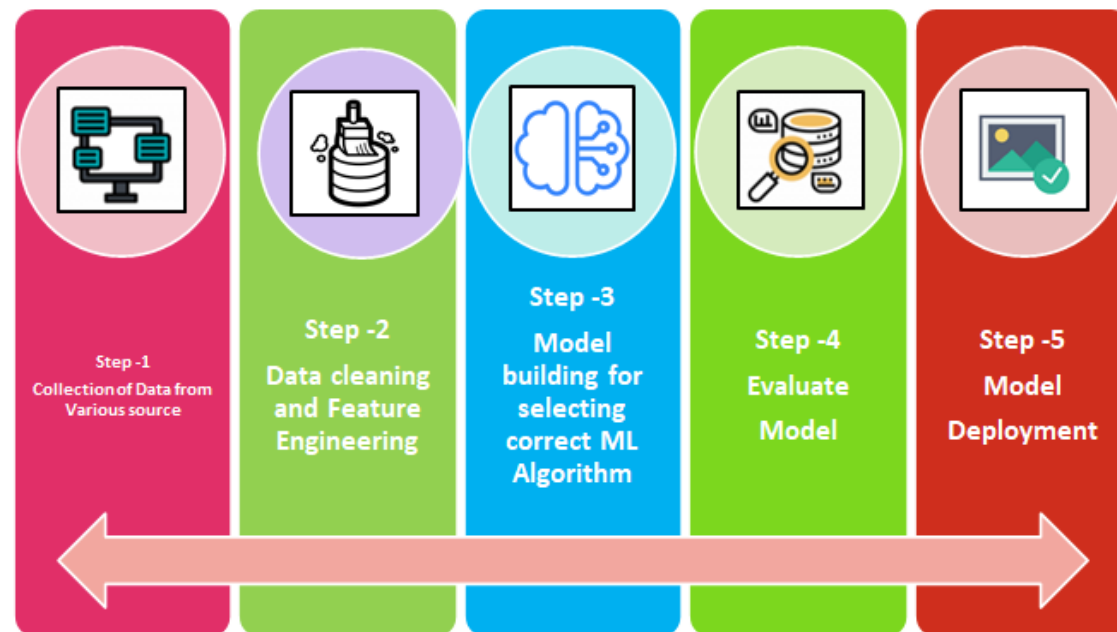 Step -1
Collection of Data from
Various source
Step -2
Data cleaning
and Feature
Engineering
Step -3
Model
building for
selecting
correct ML
Algorithm
Step -4
Evaluate
Model
Step -5
Model
Deployment